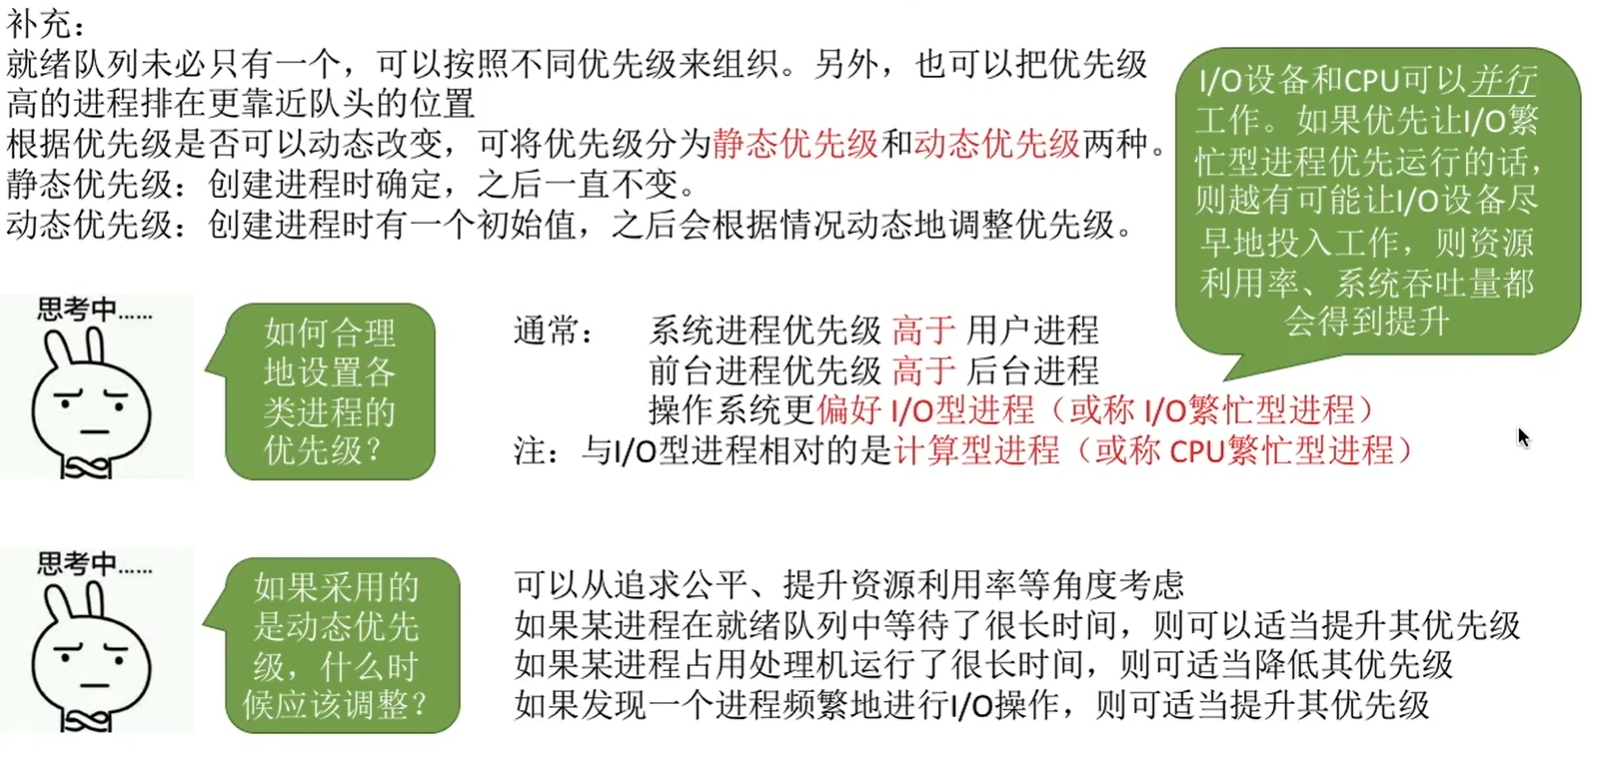 补充：
就绪队列未必只有一个，可以按照不同优先级来组织。另外，也可以把优先级
高的进程排在更靠近队头的位置
根据优先级是否可以动态改变，可将优先级分为静态优先级和动态优先级两种。
静态优先级：创建进程时确定，之后一直不变。
动态优先级：创建进程时有一个初始值，之后会根据情况动态地调整优先级。
I/O设备和CPU可以并行
工作。如果优先让I/O繁
忙型进程优先运行的话，
则越有可能让I/O设备尽
早地投入工作，则资源
利用率、系统吞吐量都
会得到提升
思考中......
如何合理
地设置各
类进程的
优先级？
通常： 系统进程优先级 高于 用户进程
前台进程优先级 高于 后台进程
操作系统更偏好 I/O型进程（或称 I/O繁忙型进程）
注：与I/O型进程相对的是计算型进程（或称 CPU繁忙型进程）
思考中......
如果采用的
是动态优先
级，什么时
候应该调整？
可以从追求公平、提升资源利用率等角度考虑
如果某进程在就绪队列中等待了很长时间，则可以适当提升其优先级
如果某进程占用处理机运行了很长时间，则可适当降低其优先级
如果发现一个进程频繁地进行I/O操作，则可适当提升其优先级